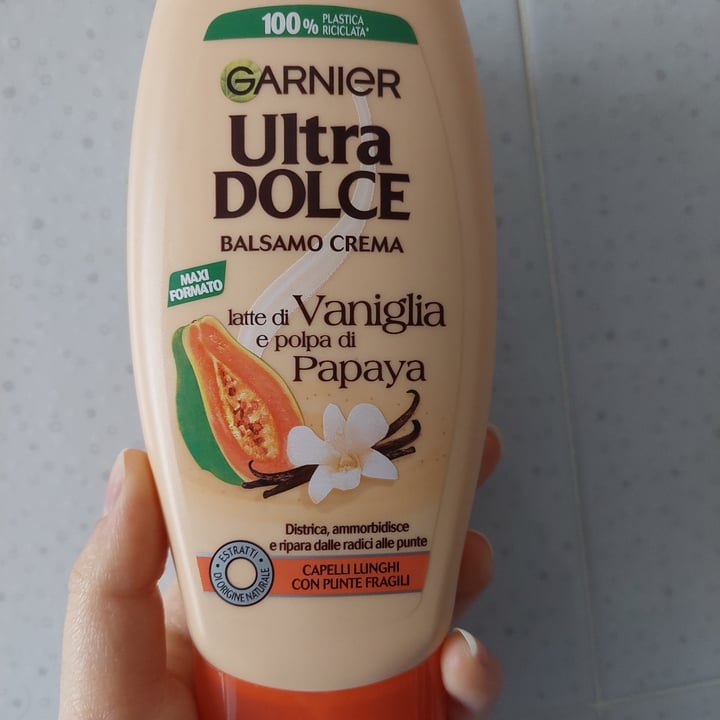 100% PLASTICA
RICICLATA*
GARNIER
Ultra
DOLCE
BALSAMO CREMA
MAXI
FORMATO
latte di Vaniglia
e polpa di
Papaya
Districa, ammorbidisce
e ripara dalle radici alle punte
ESTRATTI
DI ORIGINE NATURALE
CAPELLI LUNGHI
CON PUNTE FRAGILI